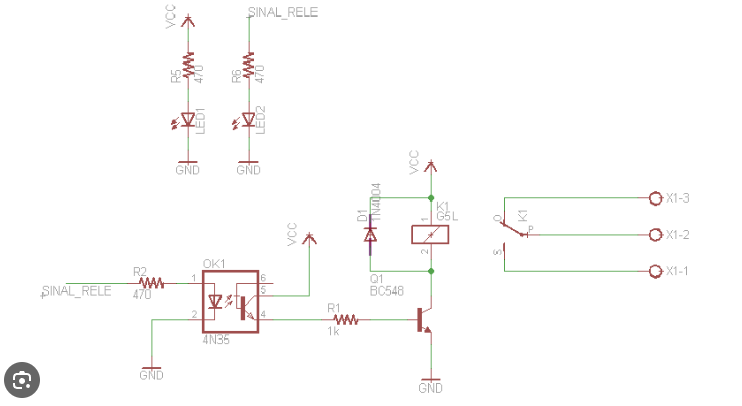 VCC
SINAL_RELE
R5
470
R6
470
LED1
LED2
GND
GND
VCC
D1
1N4004
K1
G5L
1
2
O
K1
P
S
X1-3
X1-2
X1-1
VCC
OK1
R2
470
SINAL_RELE
1
2
6
5
4
4N35
R1
1k
Q1
BC548
GND
GND